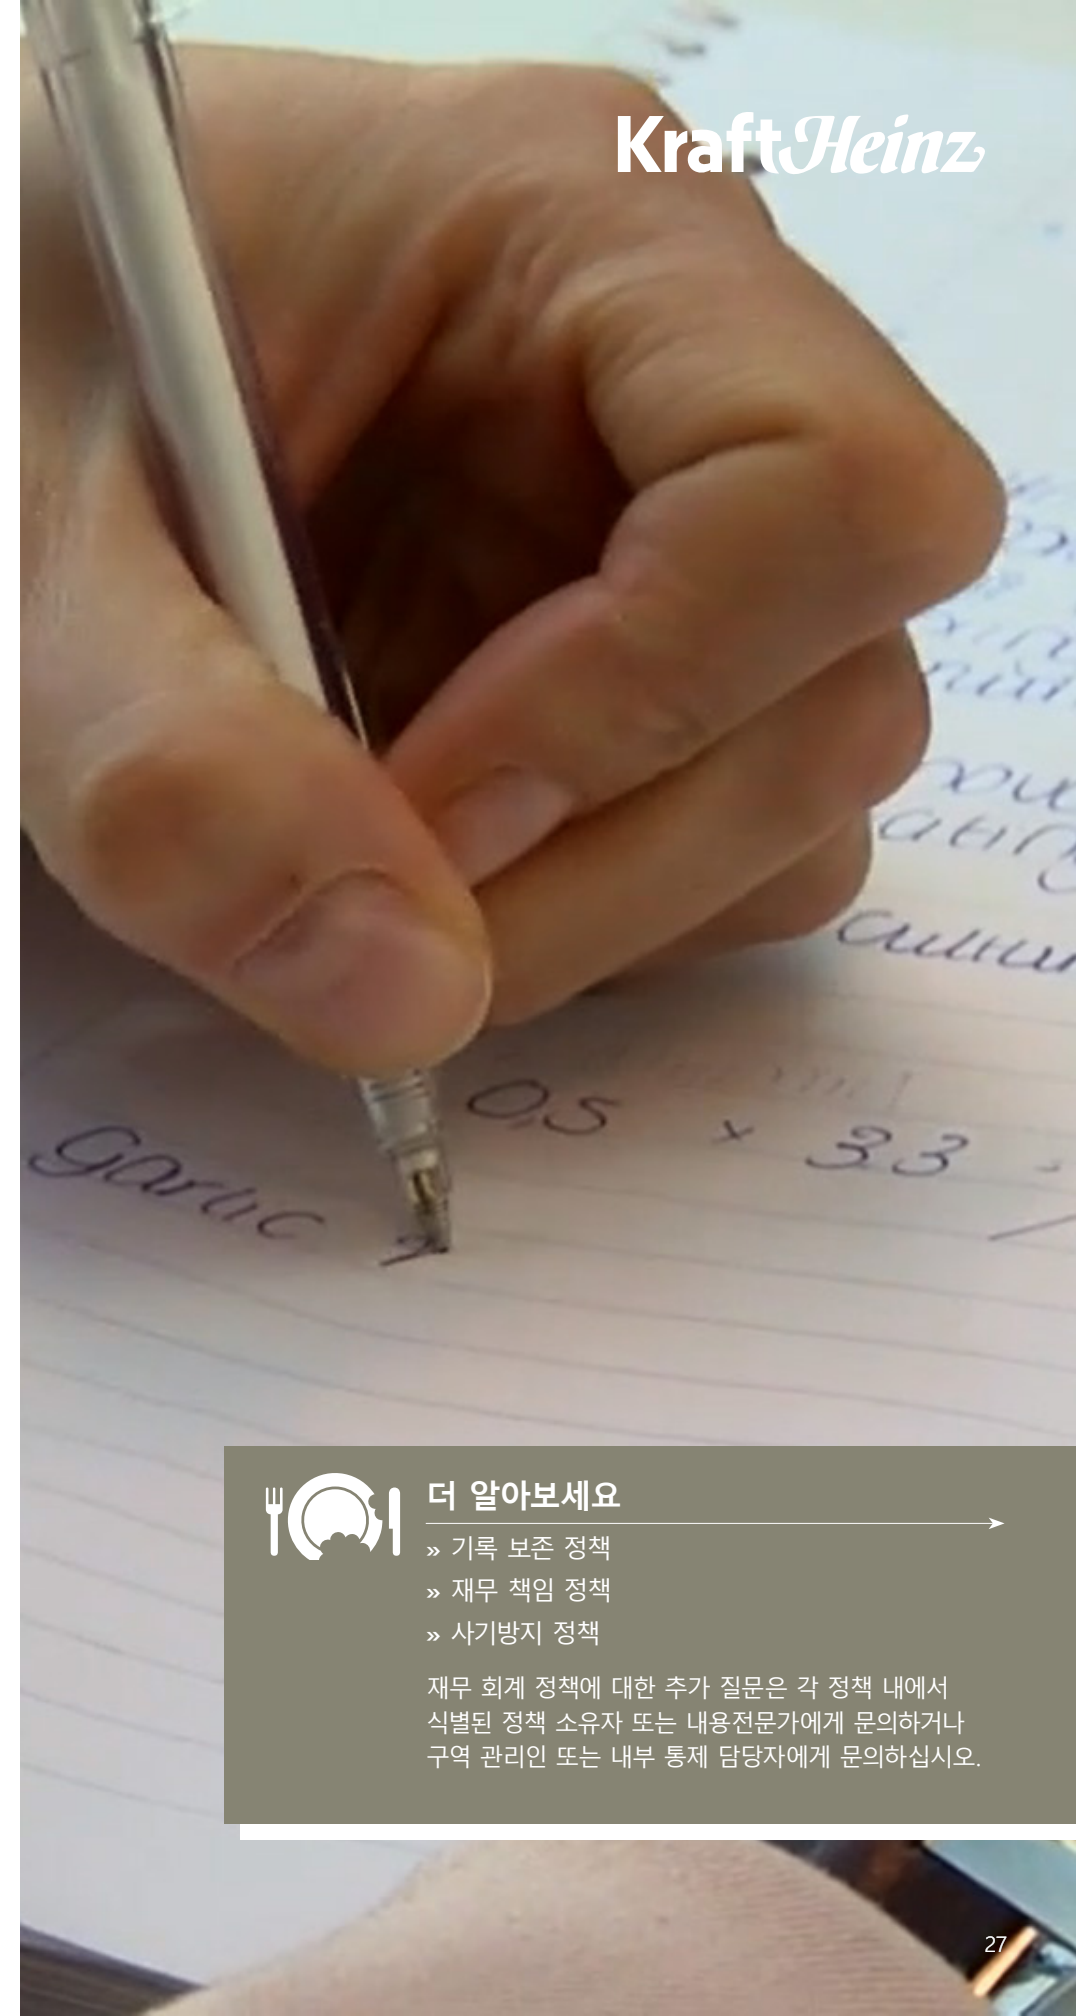 KraftHeinz
culтur
0,5 × 33
Garlic
더 알아보세요
» 기록 보존 정책
» 재무 책임 정책
» 사기방지 정책
재무 회계 정책에 대한 추가 질문은 각 정책 내에서
식별된 정책 소유자 또는 내용전문가에게 문의하거나
구역 관리인 또는 내부 통제 담당자에게 문의하십시오.
27